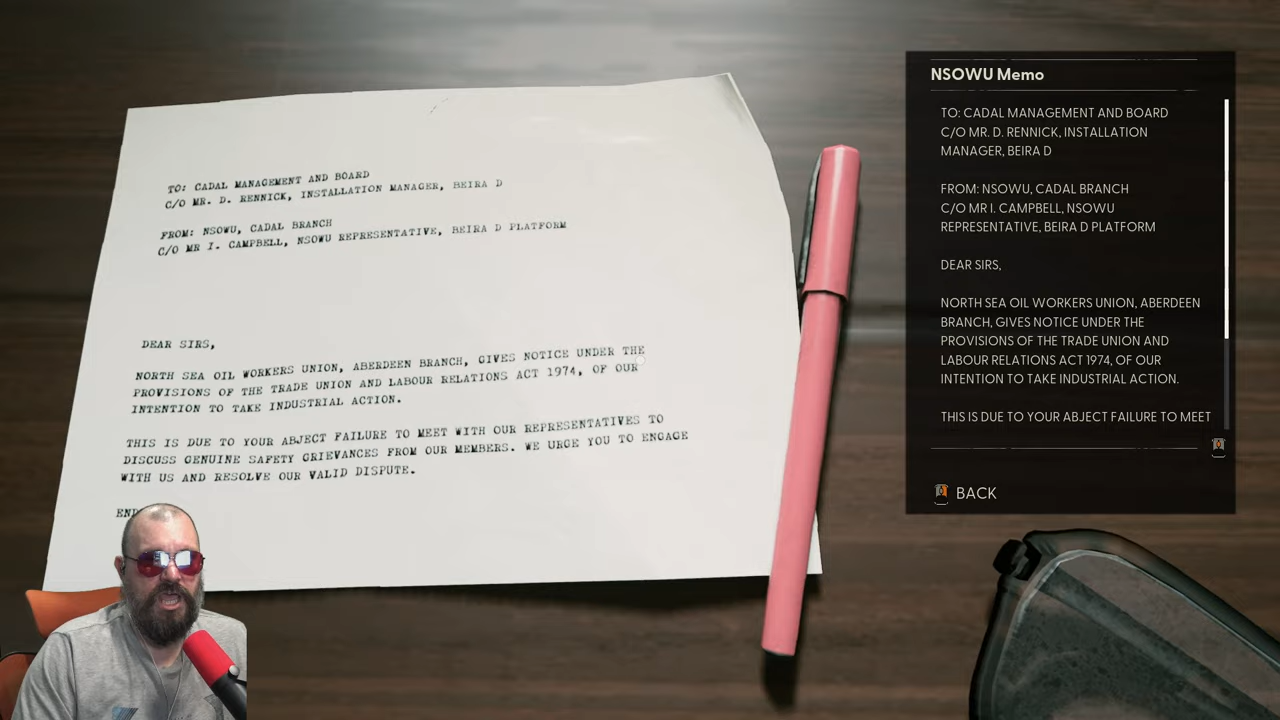 TO: CADAL MANAGEMENT AND BOARD
C/O MR. D. RENNICK, INSTALLATION MANAGER, BEIRA D
FROM: NSOWU, CADAL BRANCH
C/O MR I. CAMPBELL, NSOWU REPRESENTATIVE, BEIRA D PLATFORM
DEAR SIRS,
NORTH SEA OIL WORKERS UNION, ABERDEEN BRANCH, GIVES NOTICE UNDER THE
PROVISIONS OF THE TRADE UNION AND LABOUR RELATIONS ACT 1974, OF OUR
INTENTION TO TAKE INDUSTRIAL ACTION.
THIS IS DUE TO YOUR ABJECT FAILURE TO MEET WITH OUR REPRESENTATIVES TO
DISCUSS GENUINE SAFETY GRIEVANCES FROM OUR MEMBERS. WE URGE YOU TO ENGAGE
WITH US AND RESOLVE OUR VALID DISPUTE.
END
NSOWU Memo
TO: CADAL MANAGEMENT AND BOARD
C/O MR. D. RENNICK, INSTALLATION
MANAGER, BEIRA D
FROM: NSOWU, CADAL BRANCH
C/O MR I. CAMPBELL, NSOWU
REPRESENTATIVE, BEIRA D PLATFORM
DEAR SIRS,
NORTH SEA OIL WORKERS UNION, ABERDEEN
BRANCH, GIVES NOTICE UNDER THE
PROVISIONS OF THE TRADE UNION AND
LABOUR RELATIONS ACT 1974, OF OUR
INTENTION TO TAKE INDUSTRIAL ACTION.
THIS IS DUE TO YOUR ABJECT FAILURE TO MEET
BACK